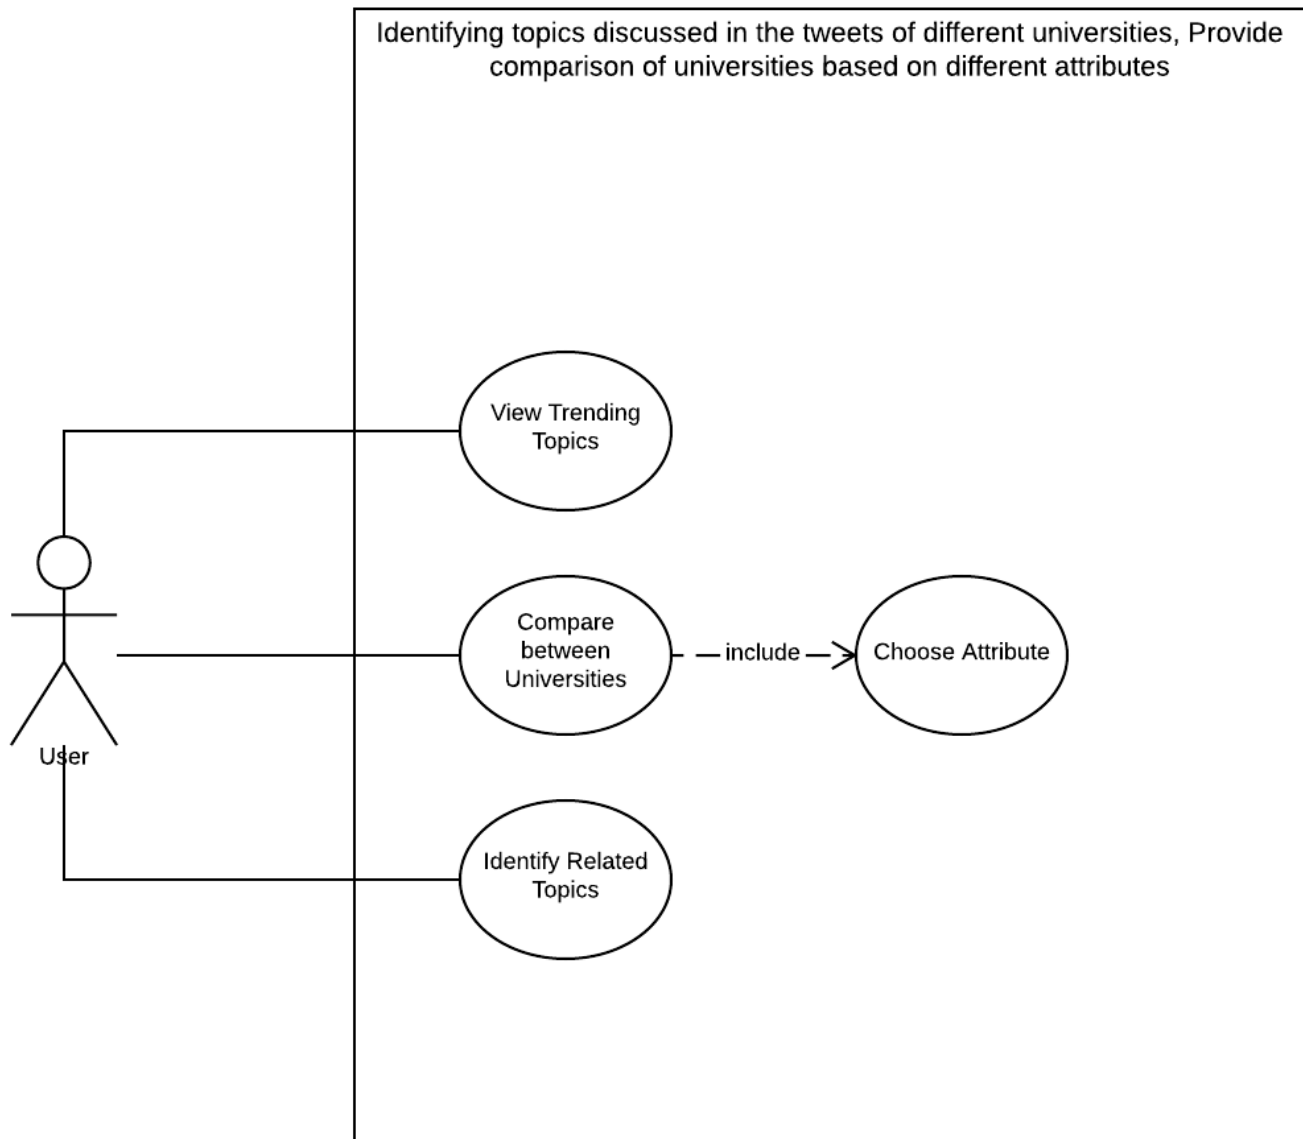 Identifying topics discussed in the tweets of different universities, Provide
comparison of universities based on different attributes
View Trending
Topics
Compare
between
Universities
include
Choose Attribute
User
Identify Related
Topics